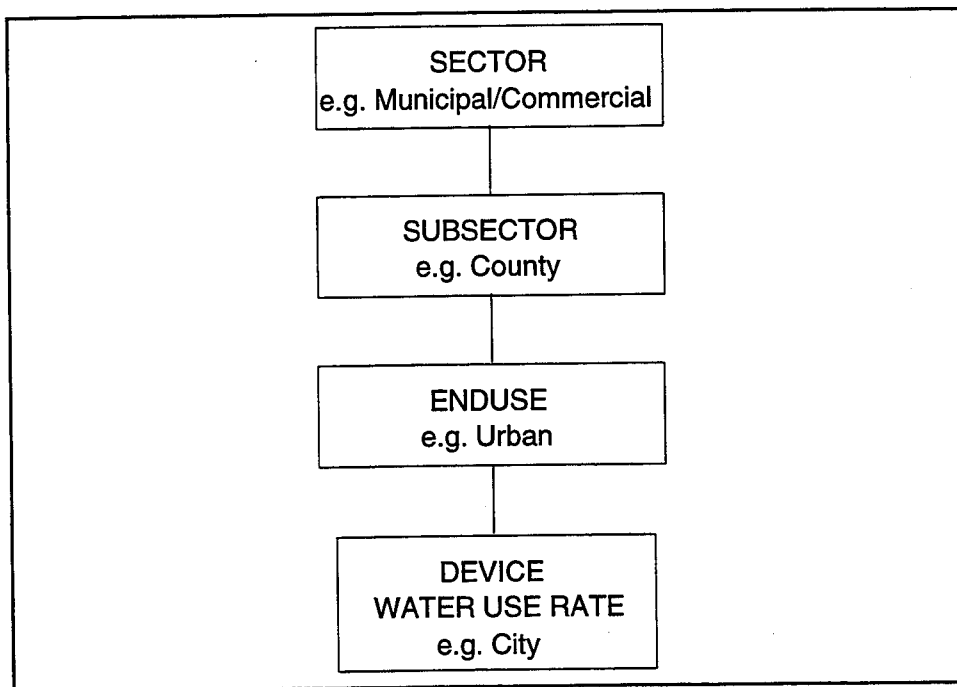 SECTOR
e.g. Municipal/Commercial
SUBSECTOR
e.g. County
ENDUSE
e.g. Urban
DEVICE
WATER USE RATE
e.g. City